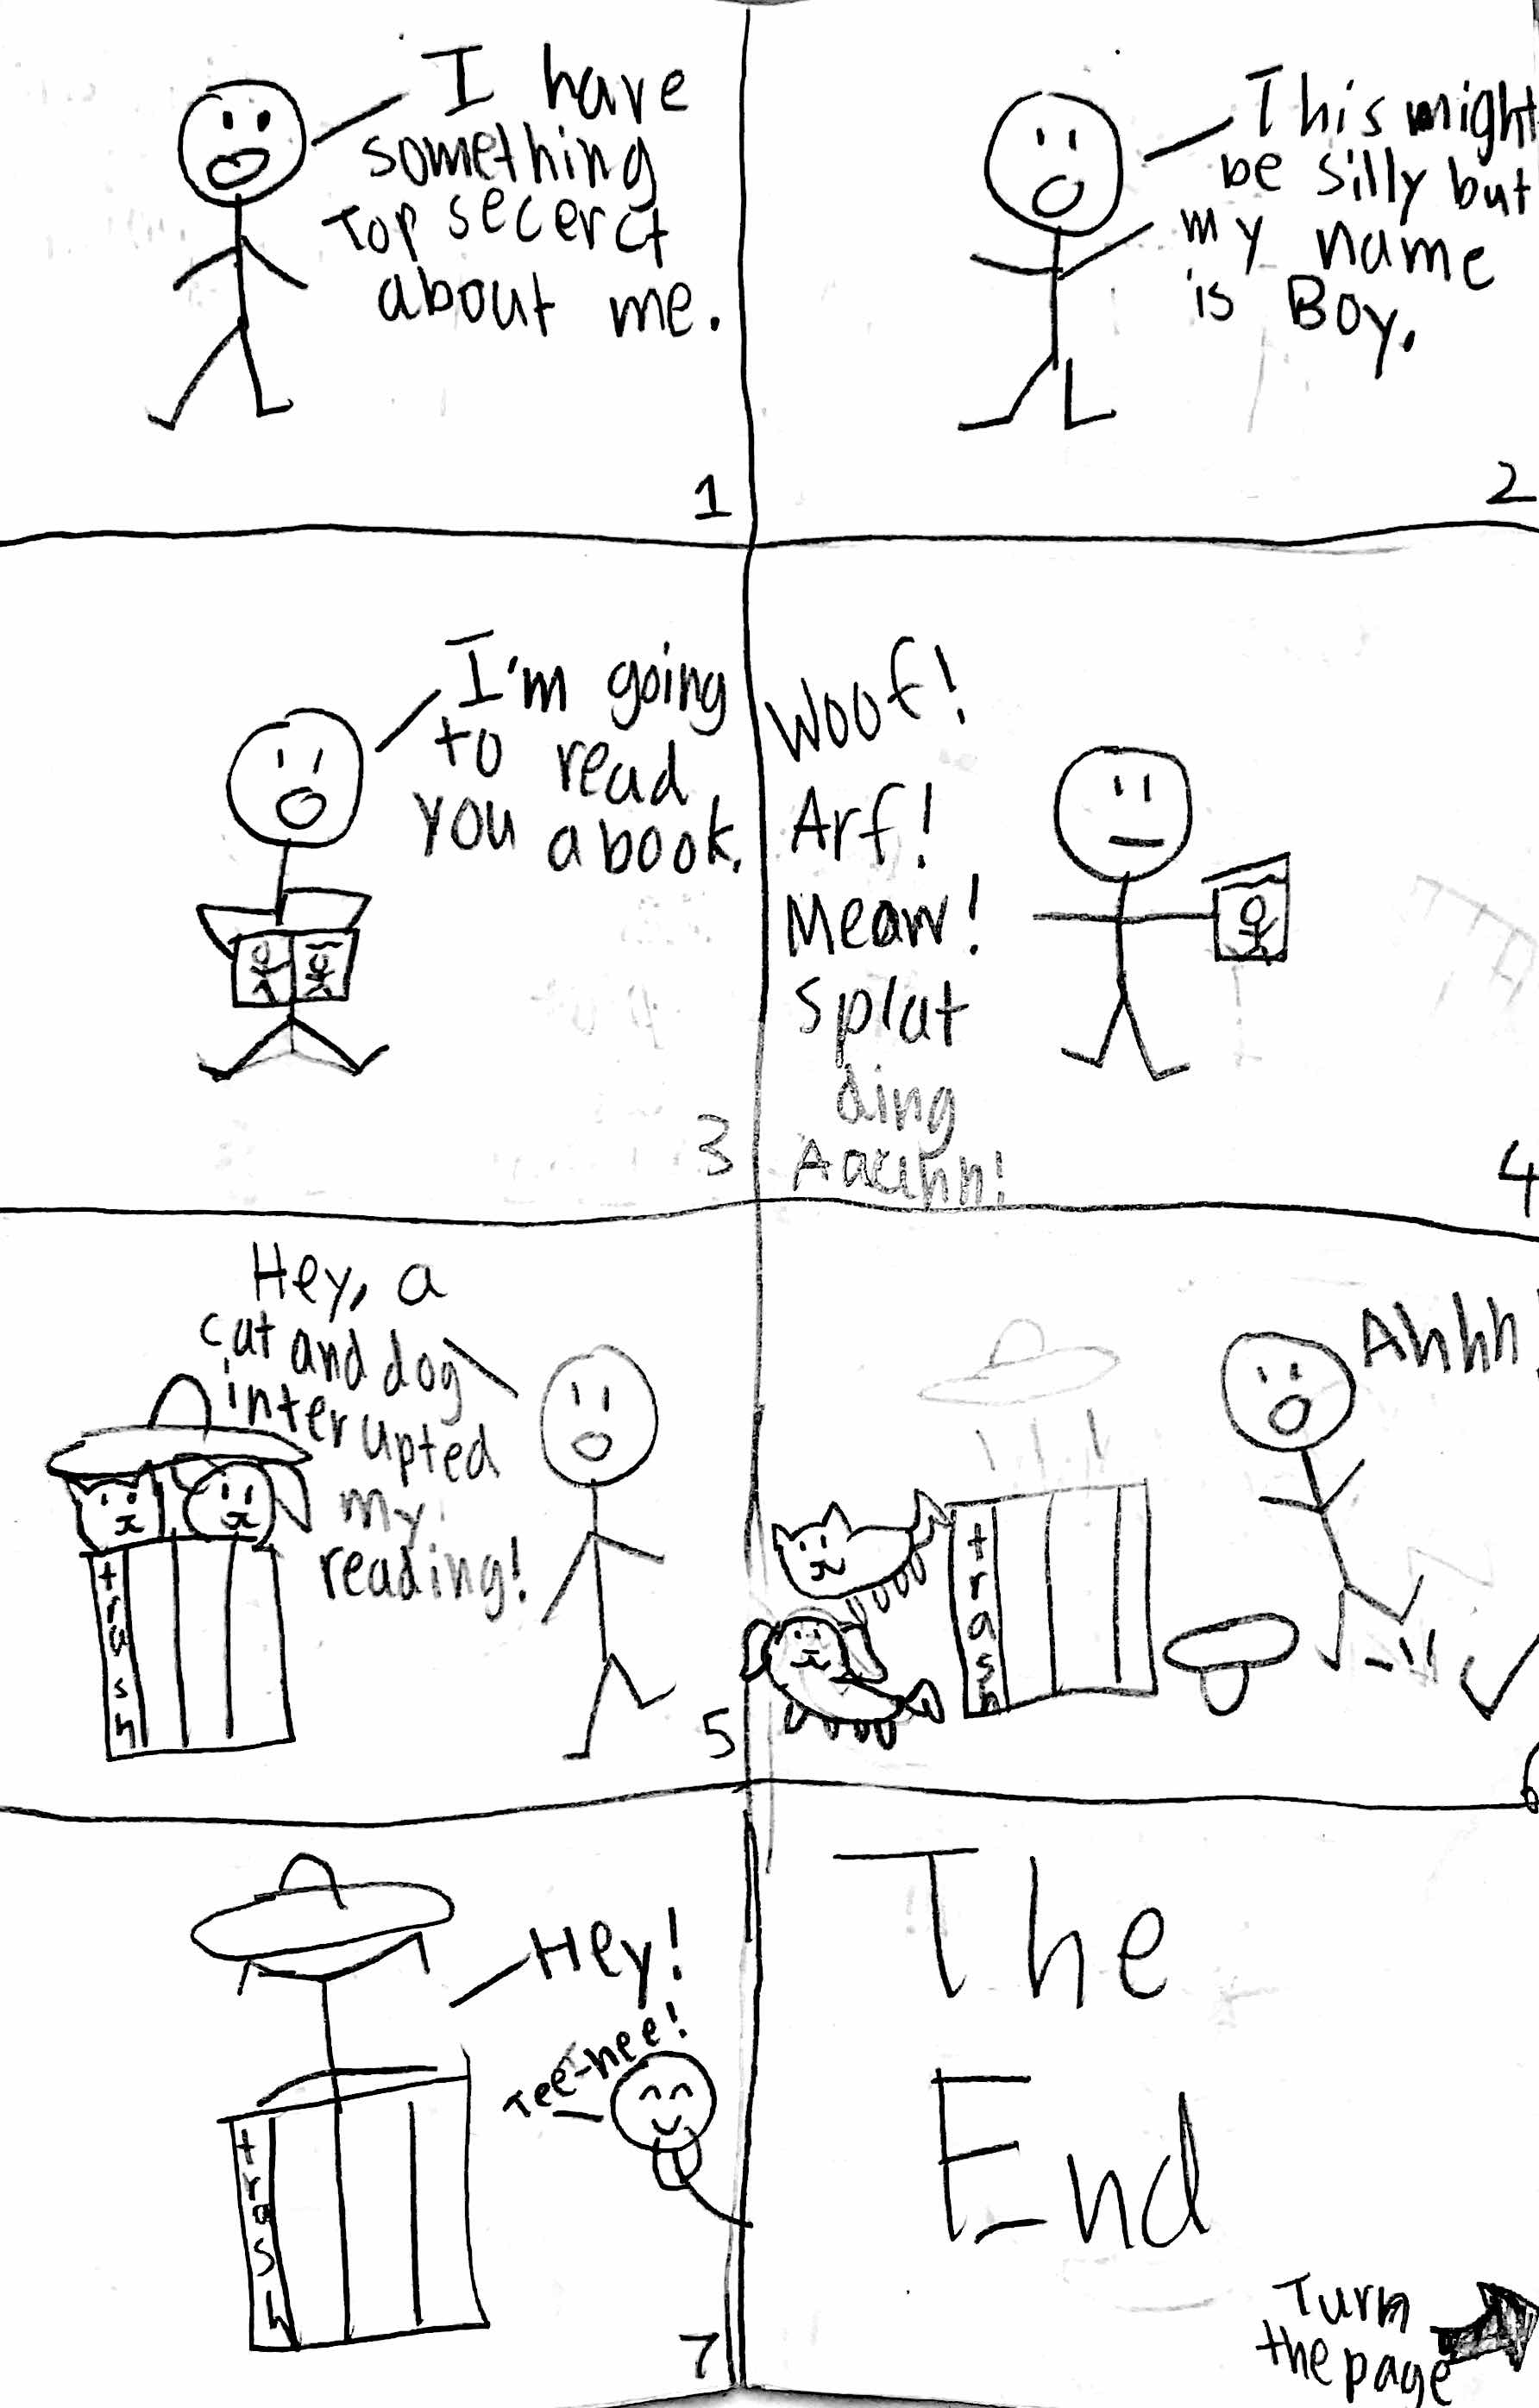 I have
something
Top secerct
about me.
1
This might
be silly but
my name
is Boy.
2
I'm going
to read
you a book.
3
Woof!
Arf!
Meaw!
Splat
ding
4
Hey, a
cat and dog
interupted
my
reading!
trash
5
Ahhh!
trash
6
Hey!
Tee-hee!
trash
7
The
End
Turn
the page